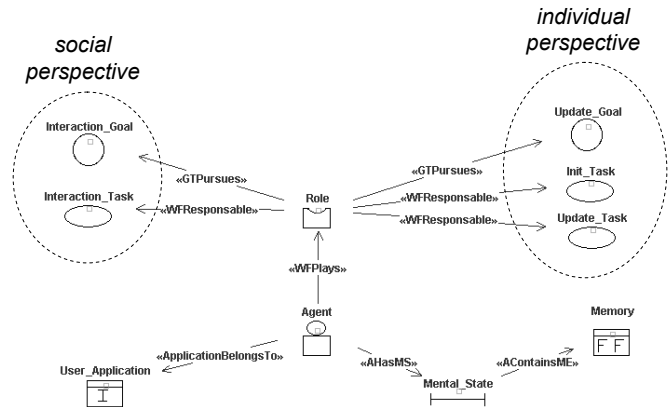 social
perspective
individual
perspective
Interaction_Goal
Update_Goal
«GTPursues»
«GTPursues»
Init_Task
Interaction_Task
Role
«WFResponsable»
«WFResponsable»
«WFResponsable»
Update_Task
«WFPlays»
Agent
Memory
F F
«ApplicationBelongsTo»
«AHasMS»
«AContainsME»
User_Application
I
Mental_State